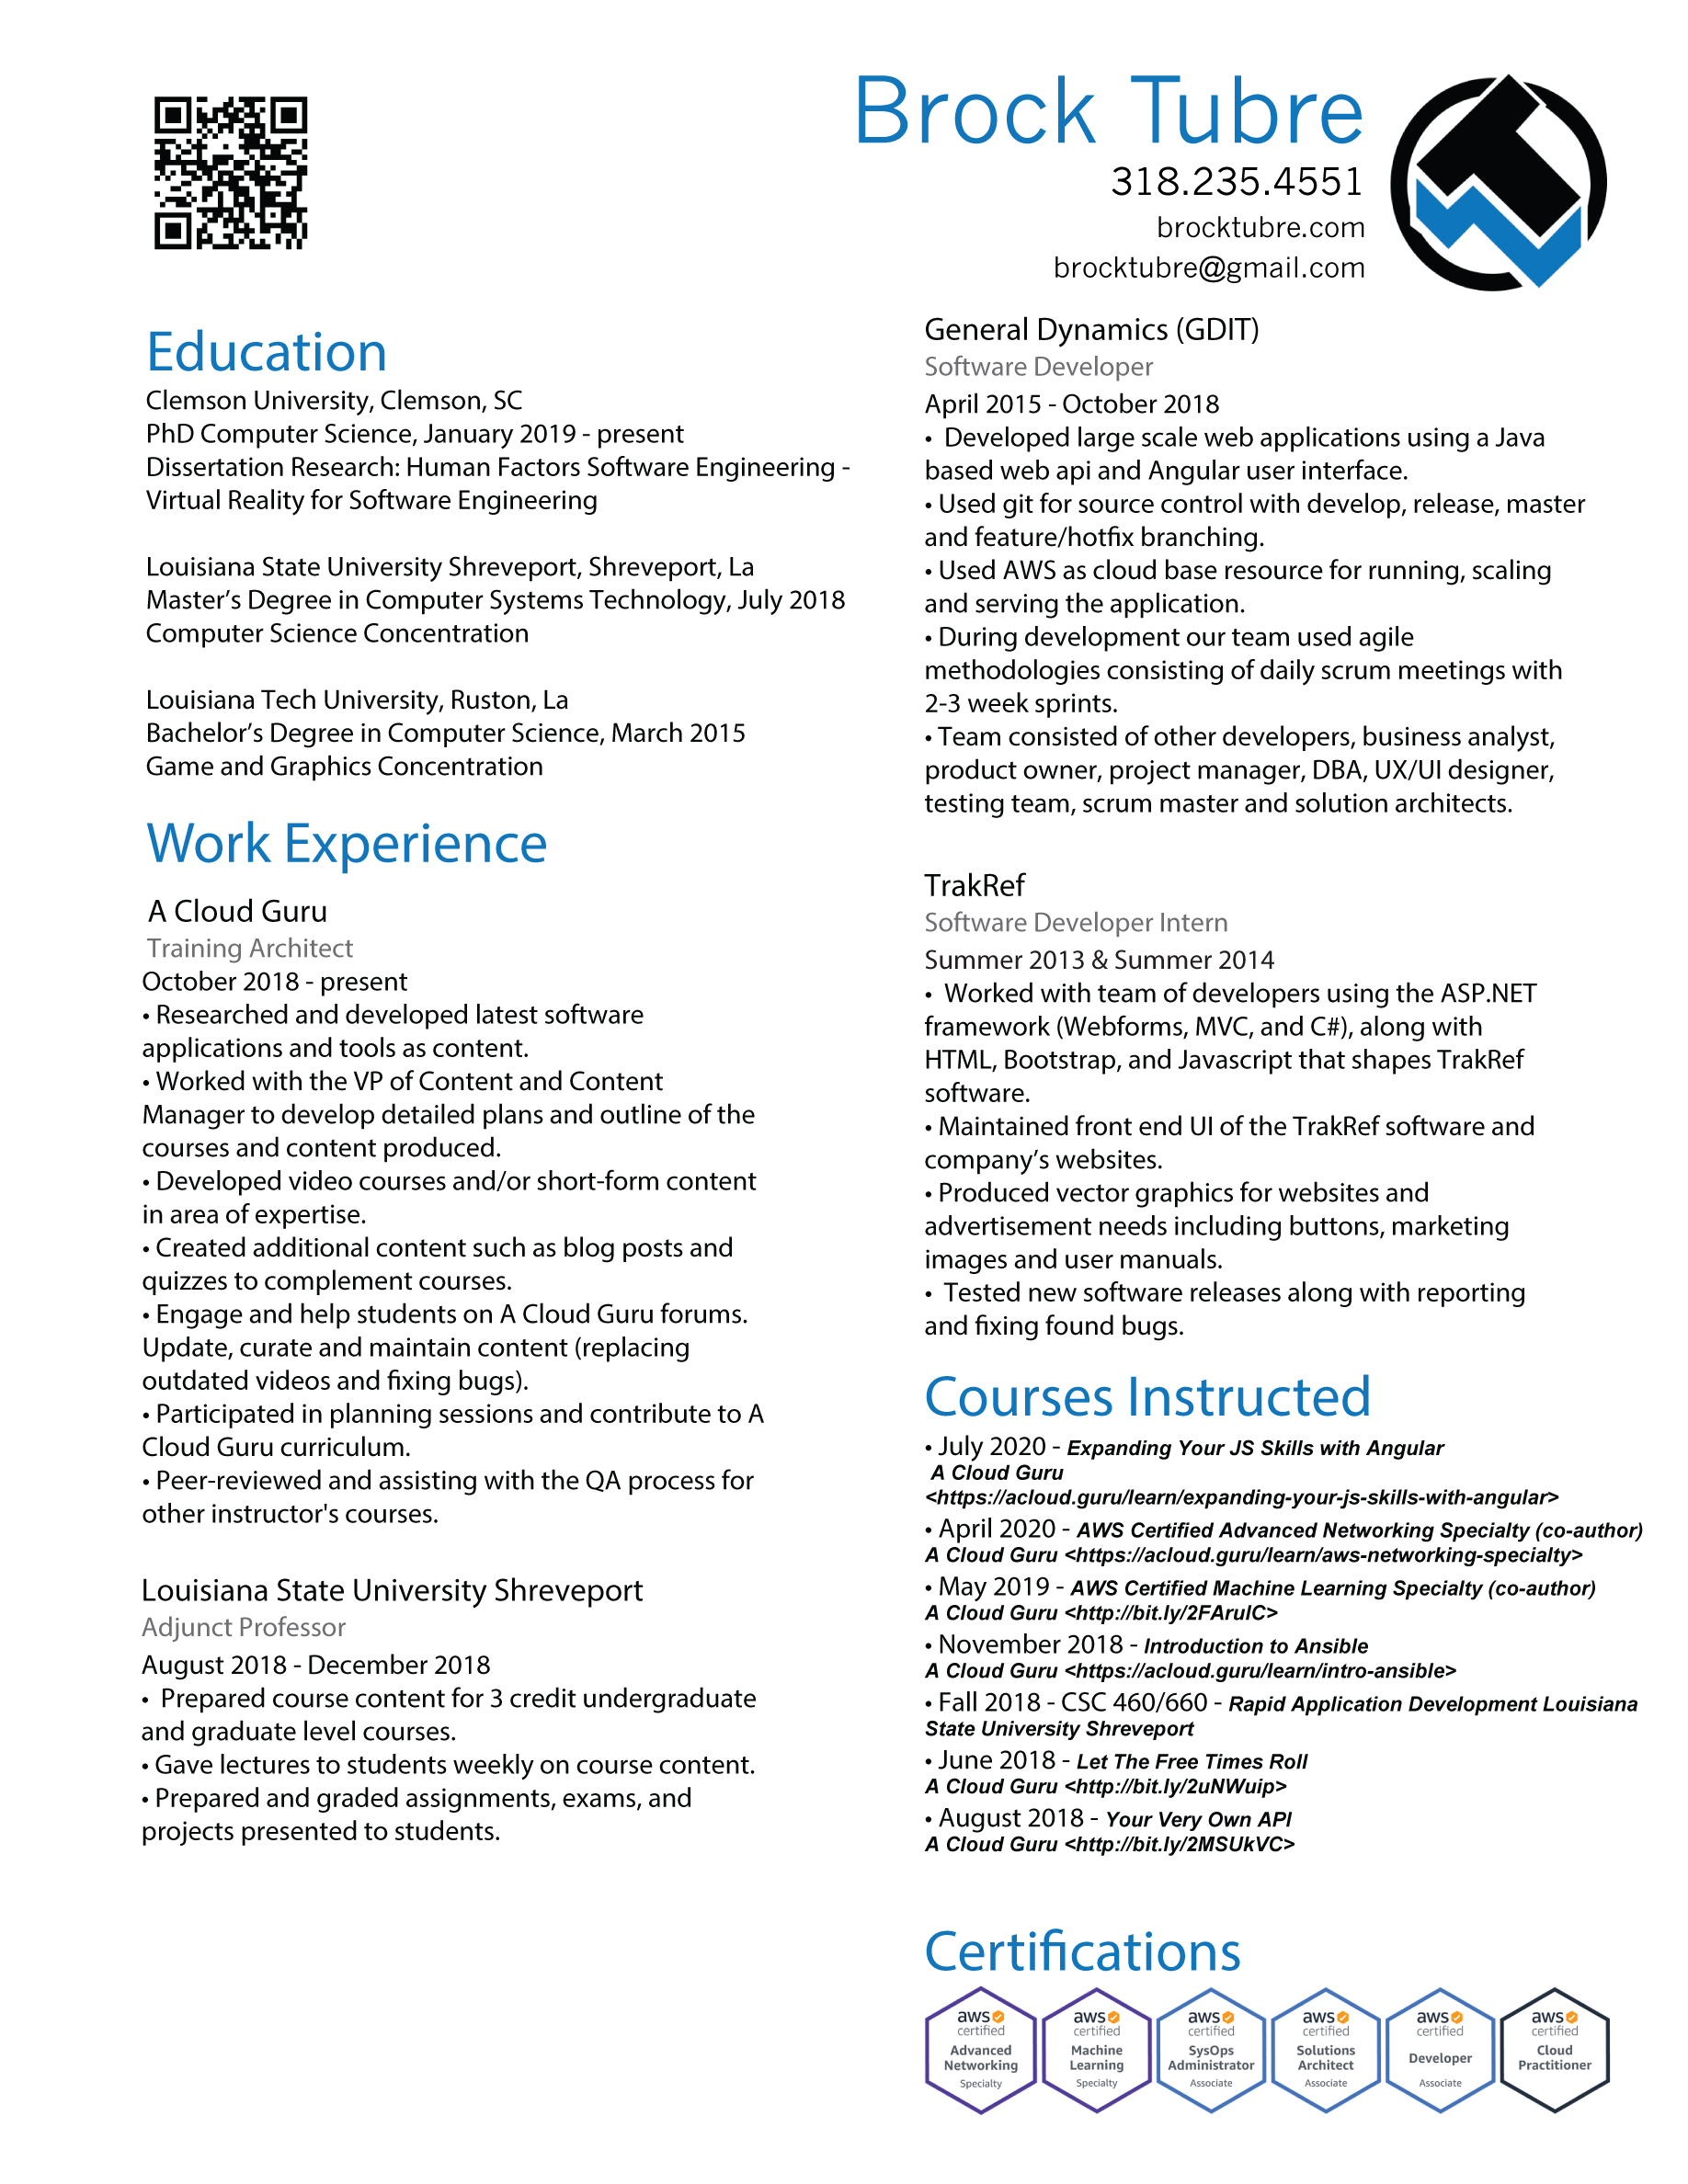 Brock Tubre
318.235.4551
brocktubre.com
brocktubre@gmail.com
Education
Clemson University, Clemson, SC
PhD Computer Science, January 2019 - present
Dissertation Research: Human Factors Software Engineering -
Virtual Reality for Software Engineering
Louisiana State University Shreveport, Shreveport, La
Master’s Degree in Computer Systems Technology, July 2018
Computer Science Concentration
Louisiana Tech University, Ruston, La
Bachelor’s Degree in Computer Science, March 2015
Game and Graphics Concentration
Work Experience
A Cloud Guru
Training Architect
October 2018 - present
• Researched and developed latest software
applications and tools as content.
• Worked with the VP of Content and Content
Manager to develop detailed plans and outline of the
courses and content produced.
• Developed video courses and/or short-form content
in area of expertise.
• Created additional content such as blog posts and
quizzes to complement courses.
• Engage and help students on A Cloud Guru forums.
Update, curate and maintain content (replacing
outdated videos and fixing bugs).
• Participated in planning sessions and contribute to A
Cloud Guru curriculum.
• Peer-reviewed and assisting with the QA process for
other instructor's courses.
Louisiana State University Shreveport
Adjunct Professor
August 2018 - December 2018
• Prepared course content for 3 credit undergraduate
and graduate level courses.
• Gave lectures to students weekly on course content.
• Prepared and graded assignments, exams, and
projects presented to students.
General Dynamics (GDIT)
Software Developer
April 2015 - October 2018
• Developed large scale web applications using a Java
based web api and Angular user interface.
• Used git for source control with develop, release, master
and feature/hotfix branching.
• Used AWS as cloud base resource for running, scaling
and serving the application.
• During development our team used agile
methodologies consisting of daily scrum meetings with
2-3 week sprints.
• Team consisted of other developers, business analyst,
product owner, project manager, DBA, UX/UI designer,
testing team, scrum master and solution architects.
TrakRef
Software Developer Intern
Summer 2013 & Summer 2014
• Worked with team of developers using the ASP.NET
framework (Webforms, MVC, and C#), along with
HTML, Bootstrap, and Javascript that shapes TrakRef
software.
• Maintained front end UI of the TrakRef software and
company’s websites.
• Produced vector graphics for websites and
advertisement needs including buttons, marketing
images and user manuals.
• Tested new software releases along with reporting
and fixing found bugs.
Courses Instructed
• July 2020 - Expanding Your JS Skills with Angular
A Cloud Guru
<https://acloud.guru/learn/expanding-your-js-skills-with-angular>
• April 2020 - AWS Certified Advanced Networking Specialty (co-author)
A Cloud Guru <https://acloud.guru/learn/aws-networking-specialty>
• May 2019 - AWS Certified Machine Learning Specialty (co-author)
A Cloud Guru <http://bit.ly/2FArulC>
• November 2018 - Introduction to Ansible
A Cloud Guru <https://acloud.guru/learn/intro-ansible>
• Fall 2018 - CSC 460/660 - Rapid Application Development Louisiana
State University Shreveport
• June 2018 - Let The Free Times Roll
A Cloud Guru <http://bit.ly/2uNWuip>
• August 2018 - Your Very Own API
A Cloud Guru <http://bit.ly/2MSUkVC>
Certifications
aws certified Advanced Networking Specialty
aws certified Machine Learning Specialty
aws certified SysOps Administrator Associate
aws certified Solutions Architect Associate
aws certified Developer Associate
aws certified Cloud Practitioner